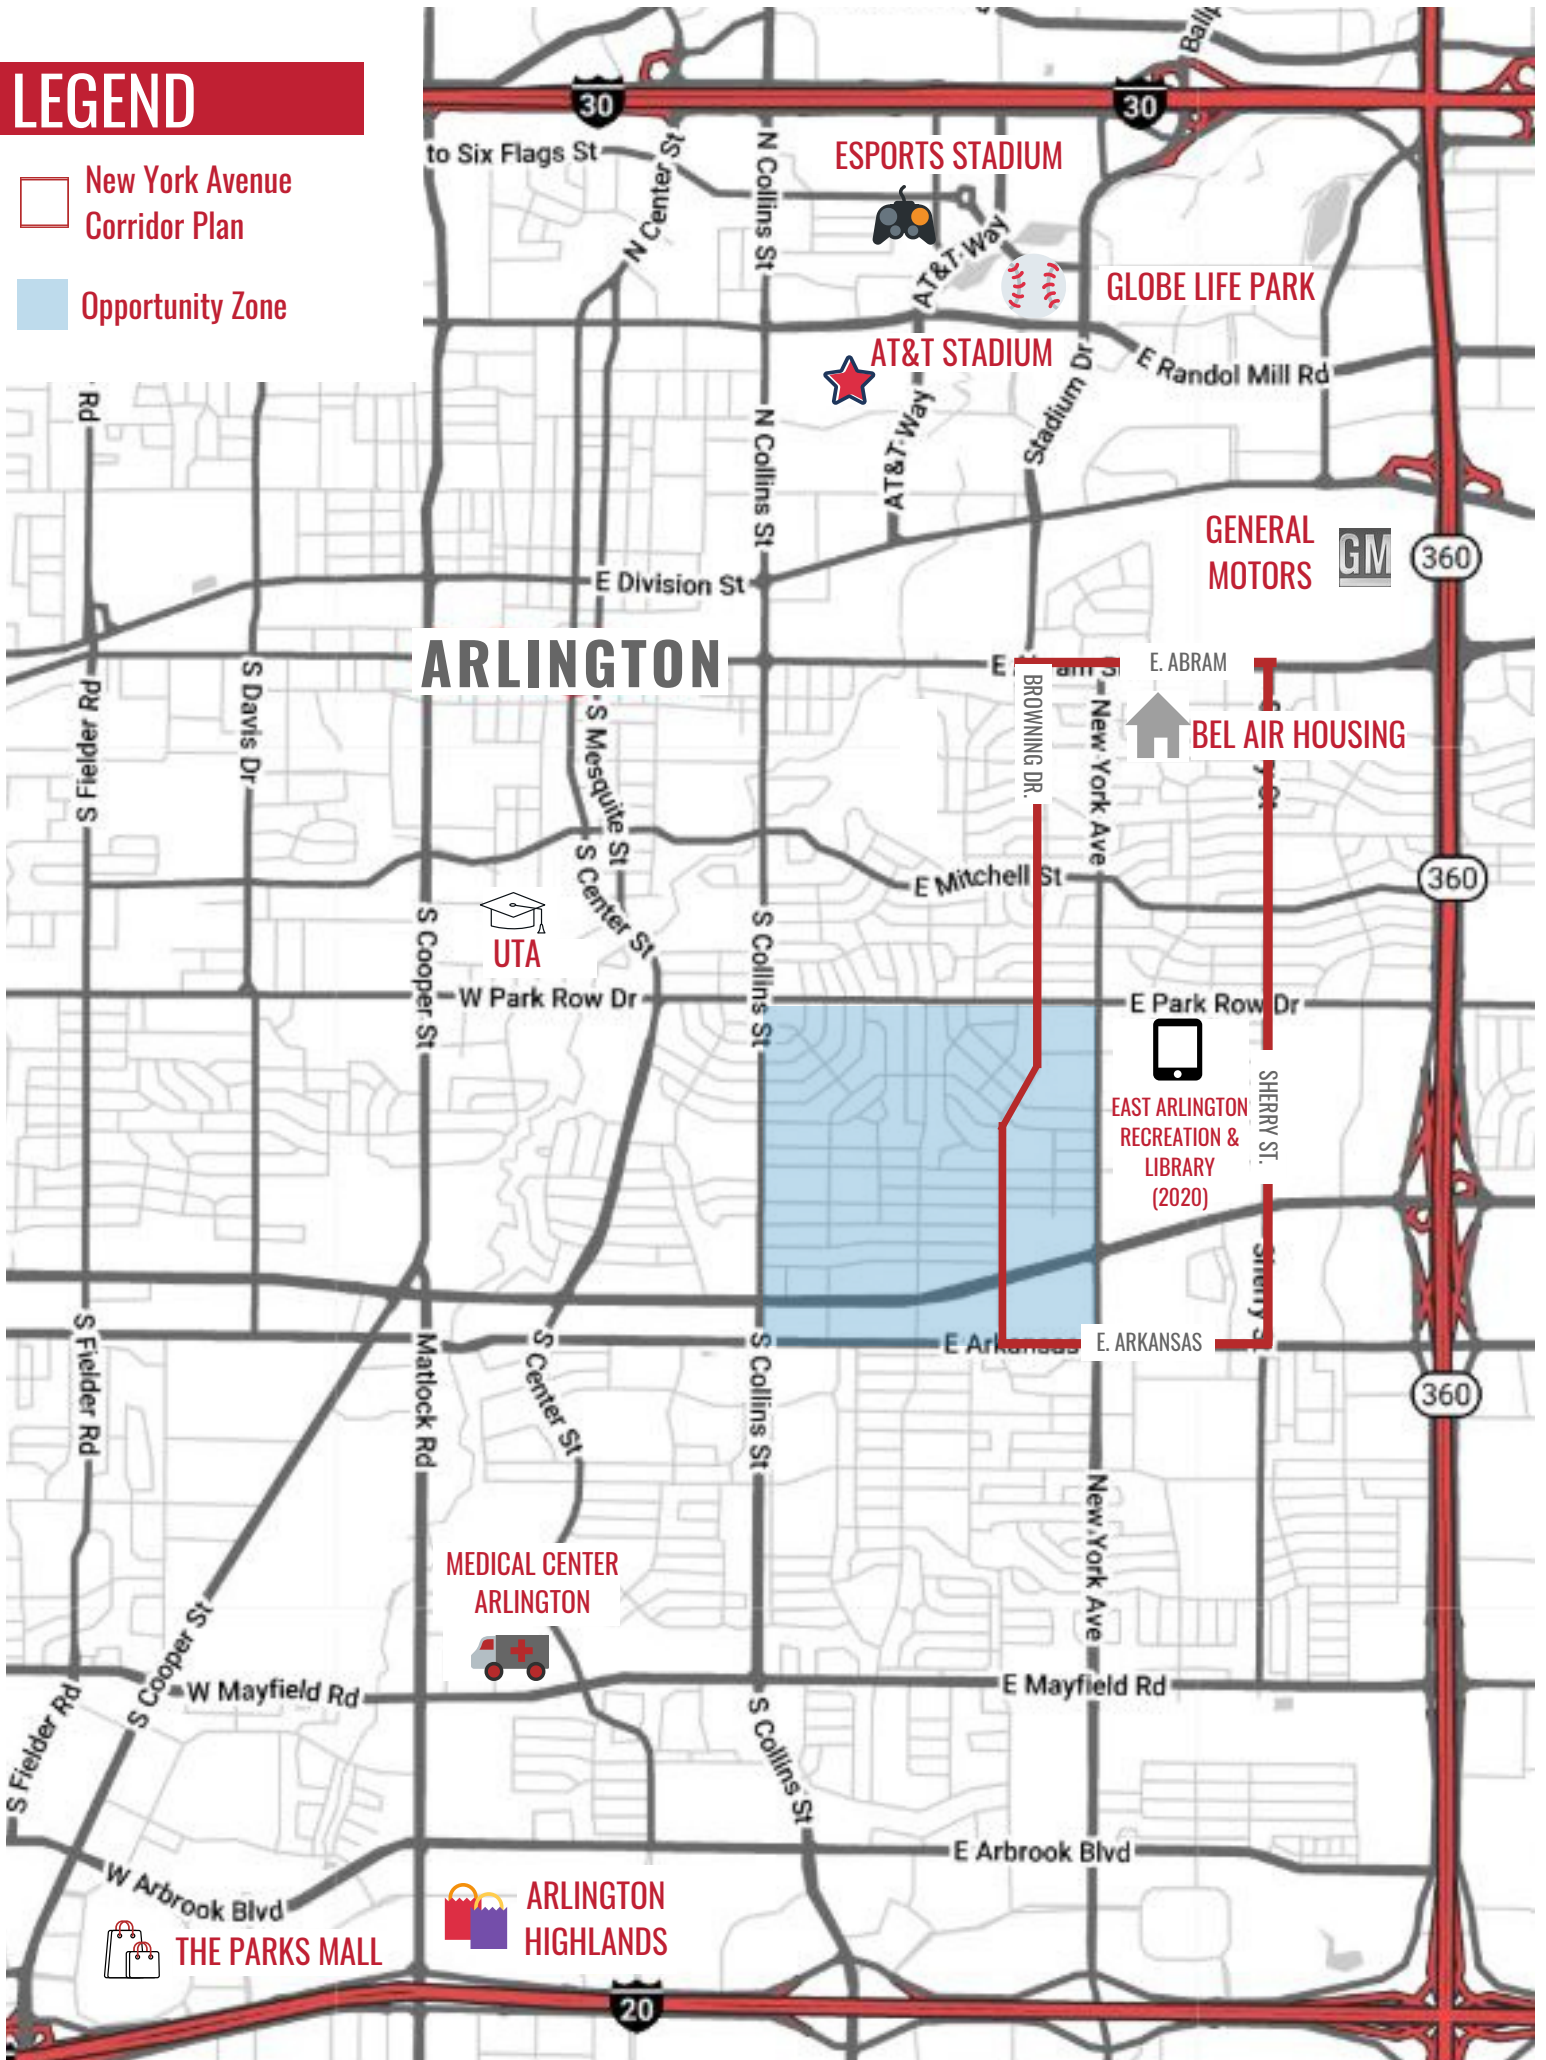 LEGEND
New York Avenue
Corridor Plan
Opportunity Zone
30
30
Ballp
to Six Flags St
N Center St
N Collins St
ESPORTS STADIUM
AT&T Way
GLOBE LIFE PARK
AT&T STADIUM
E Randol Mill Rd
Stadium Dr
Rd
N Collins St
AT&T Way
GENERAL
MOTORS
GM
360
E Division St
ARLINGTON
E. ABRAM
BROWNING DR.
BEL AIR HOUSING
S Fielder Rd
S Davis Dr
S Mesquite St
New York Ave
S Center St
E Mitchell St
360
UTA
S Cooper St
S Collins St
W Park Row Dr
E Park Row Dr
EAST ARLINGTON
RECREATION &
LIBRARY
(2020)
SHERRY ST.
Sherry S
E Arkansas
E. ARKANSAS
S Fielder Rd
Matlock Rd
S Center St
S Collins St
360
New York Ave
MEDICAL CENTER
ARLINGTON
S Cooper St
W Mayfield Rd
E Mayfield Rd
S Fielder Rd
S Collins St
E Arbrook Blvd
W Arbrook Blvd
ARLINGTON
HIGHLANDS
THE PARKS MALL
20